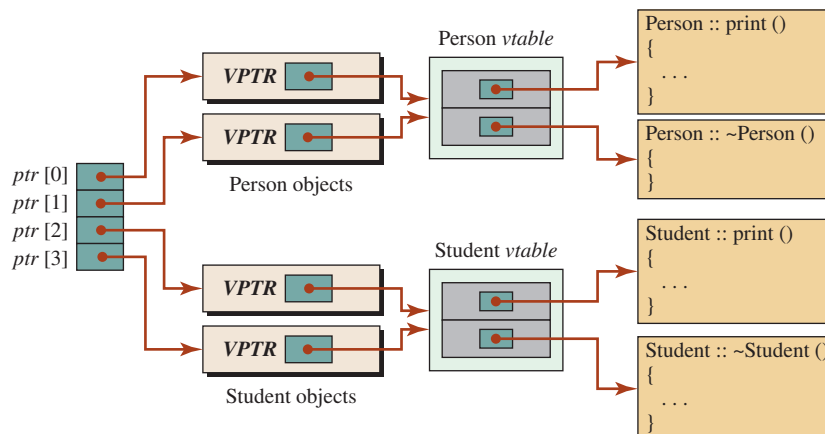 Person vtable
Person :: print ()
{
. . .
}
VPTR
VPTR
Person objects
Person :: ~Person ()
{
}
ptr [0]
ptr [1]
ptr [2]
ptr [3]
Student vtable
Student :: print ()
{
. . .
}
VPTR
VPTR
Student objects
Student :: ~Student ()
{
. . .
}